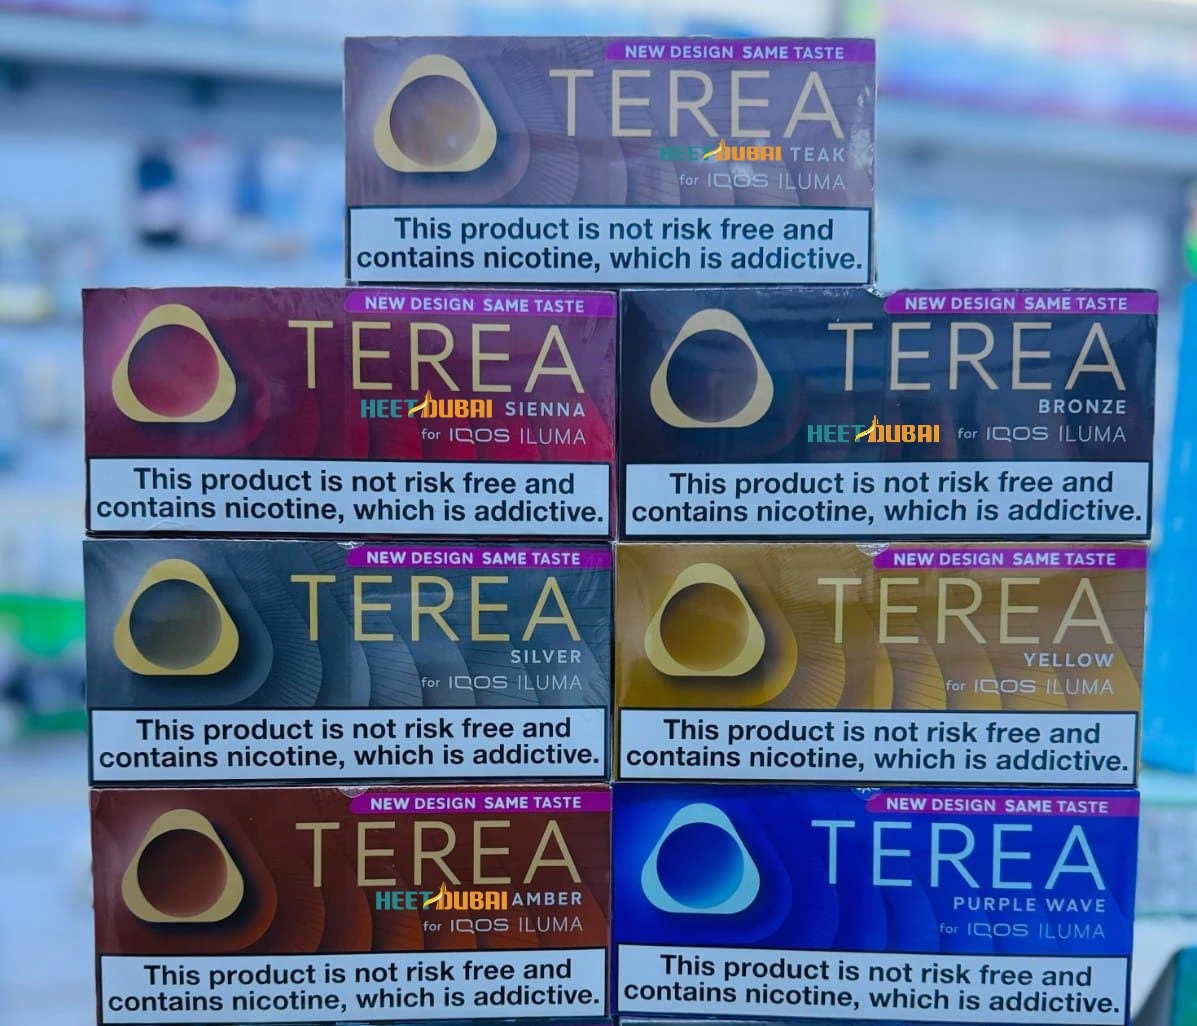 NEW DESIGN SAME TASTE
TEREA
HEETDUBAI TEAK
for IQOS ILUMA
This product is not risk free and
contains nicotine, which is addictive.
NEW DESIGN SAME TASTE
TEREA
HEETDUBAI SIENNA
for IQOS ILUMA
This product is not risk free and
contains nicotine, which is addictive.
NEW DESIGN SAME TASTE
TEREA
BRONZE
HEETDUBAI for IQOS ILUMA
This product is not risk free and
contains nicotine, which is addictive.
NEW DESIGN SAME TASTE
TEREA
SILVER
for IQOS ILUMA
This product is not risk free and
contains nicotine, which is addictive.
NEW DESIGN SAME TASTE
TEREA
YELLOW
for IQOS ILUMA
This product is not risk free and
contains nicotine, which is addictive.
NEW DESIGN SAME TASTE
TEREA
HEETDUBAI AMBER
for IQOS ILUMA
This product is not risk free and
contains nicotine, which is addictive.
NEW DESIGN SAME TASTE
TEREA
PURPLE WAVE
for IQOS ILUMA
This product is not risk free and
contains nicotine, which is addictive.